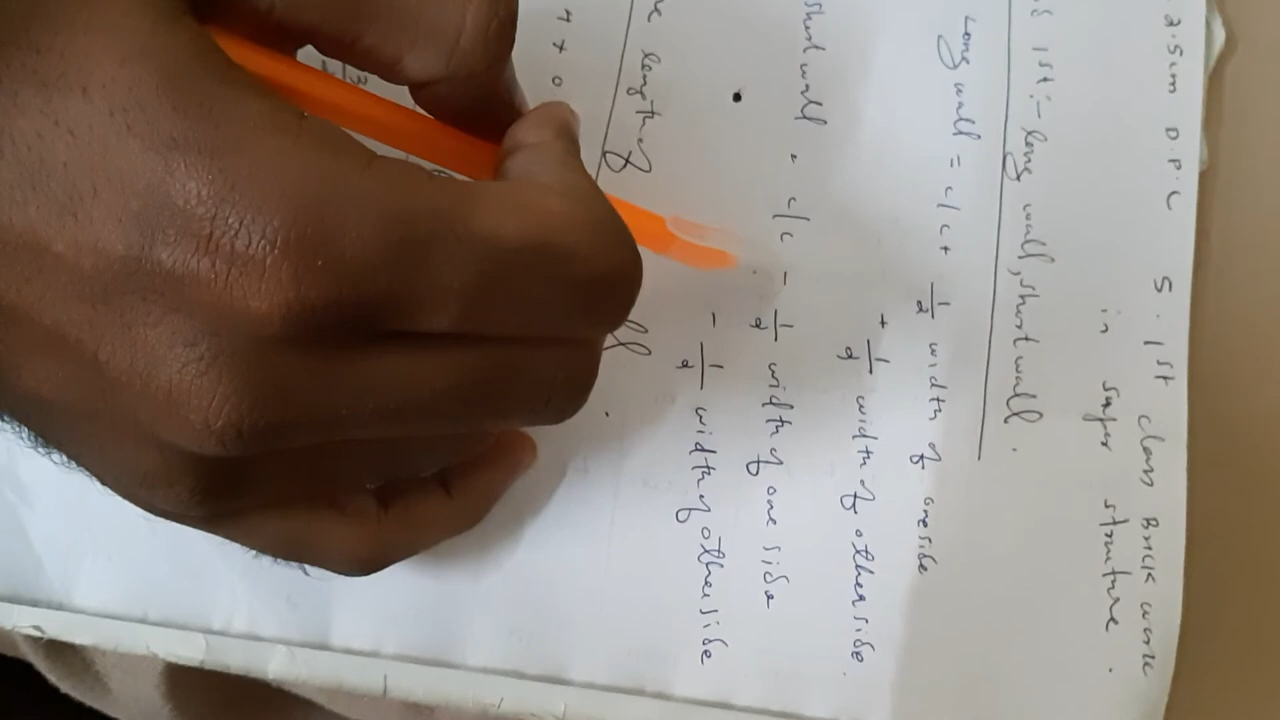 2.5cm D.P.C 5. 1st class Brick work
in super structure.
1st:- long wall, short wall.
Long wall = c/c + 1/2 width of one side
+ 1/2 width of other side.
short wall = c/c - 1/2 width of one side
- 1/2 width of other side
length of